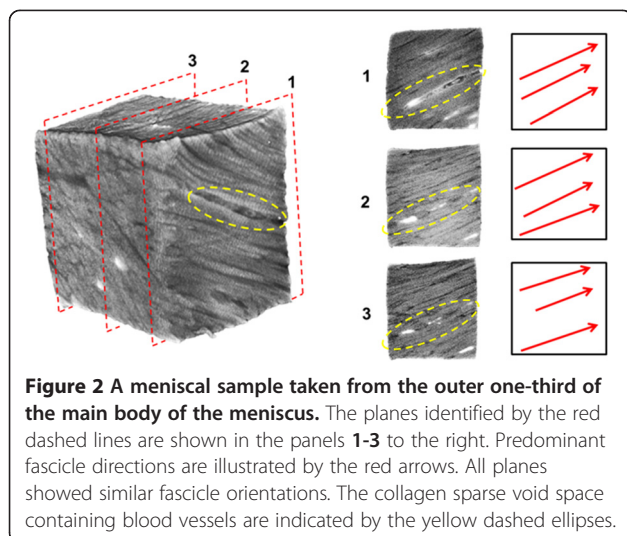 3
2
1
1
2
3
Figure 2 A meniscal sample taken from the outer one-third of
the main body of the meniscus. The planes identified by the red
dashed lines are shown in the panels 1-3 to the right. Predominant
fascicle directions are illustrated by the red arrows. All planes
showed similar fascicle orientations. The collagen sparse void space
containing blood vessels are indicated by the yellow dashed ellipses.